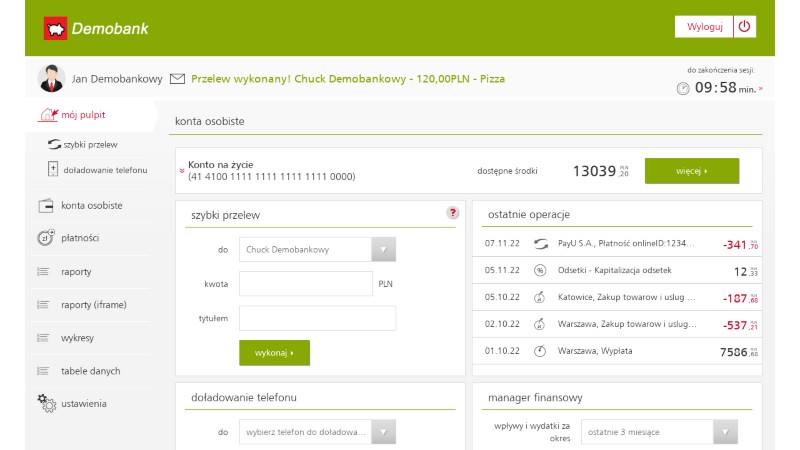 Demobank
Wyloguj
Jan Demobankowy
Przelew wykonany! Chuck Demobankowy - 120,00PLN - Pizza
do zakończenia sesji:
09:58 min. »
mój pulpit
szybki przelew
doładowanie telefonu
konta osobiste
płatności
raporty
raporty (iframe)
wykresy
tabele danych
ustawienia
konta osobiste
Konto na życie
(41 4100 1111 1111 1111 1111 0000)
dostępne środki
13039 PLN ,20
więcej
szybki przelew
?
do
Chuck Demobankowy
kwota
PLN
tytułem
wykonaj
ostatnie operacje
07.11.22 PayU S.A., Płatność onlineID:1234... -341 ,70
05.11.22 % Odsetki - Kapitalizacja odsetek 12 ,33
05.10.22 Katowice, Zakup towarow i uslug ... -187 ,68
02.10.22 Warszawa, Zakup towarow i uslug... -537 ,21
01.10.22 Warszawa, Wypłata 7586 ,60
doładowanie telefonu
do
wybierz telefon do doładowa...
manager finansowy
wpływy i wydatki za
okres
ostatnie 3 miesiące